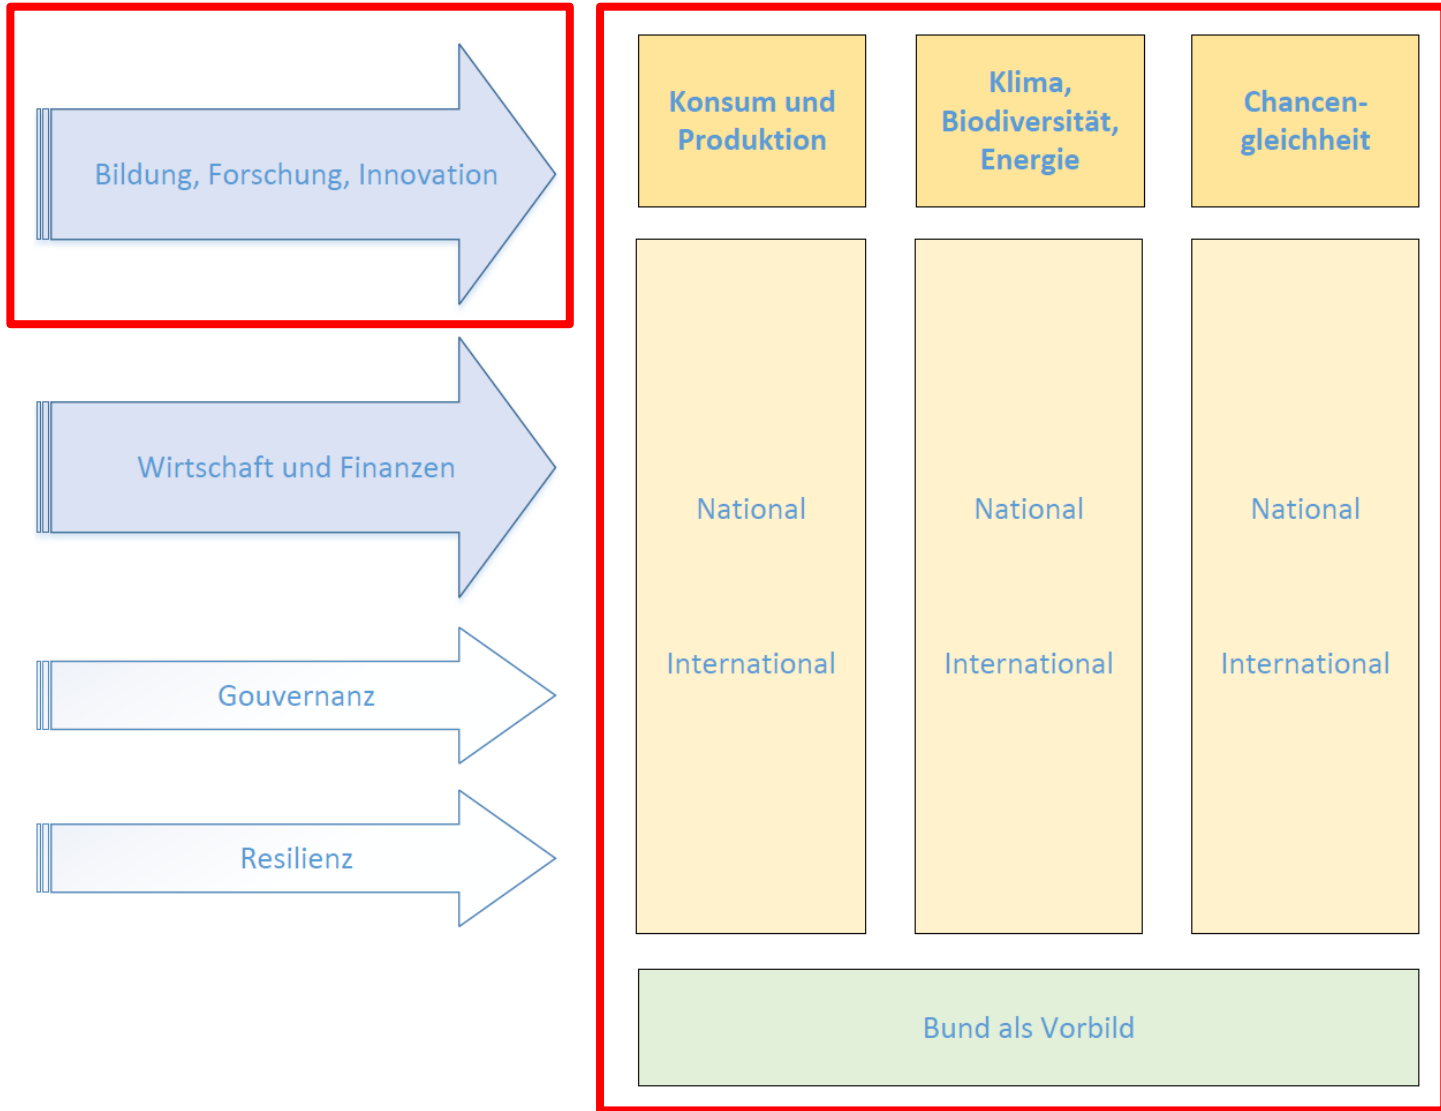 Bildung, Forschung, Innovation
Wirtschaft und Finanzen
Gouvernanz
Resilienz
Konsum und
Produktion
Klima,
Biodiversität,
Energie
Chancen-
gleichheit
National
International
National
International
National
International
Bund als Vorbild